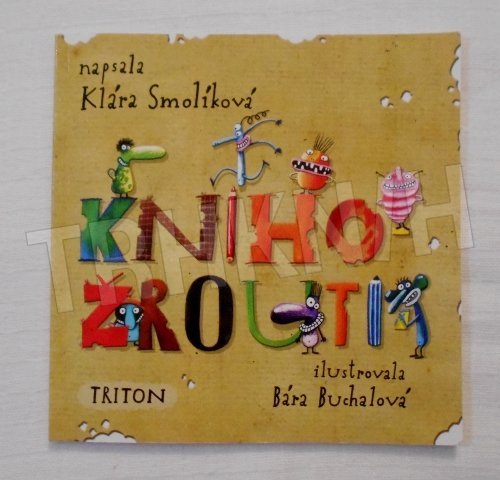 napsala
Klára Smolíková
KNIHO
ŽROUTI
ilustrovala
Bára Buchalová
TRITON